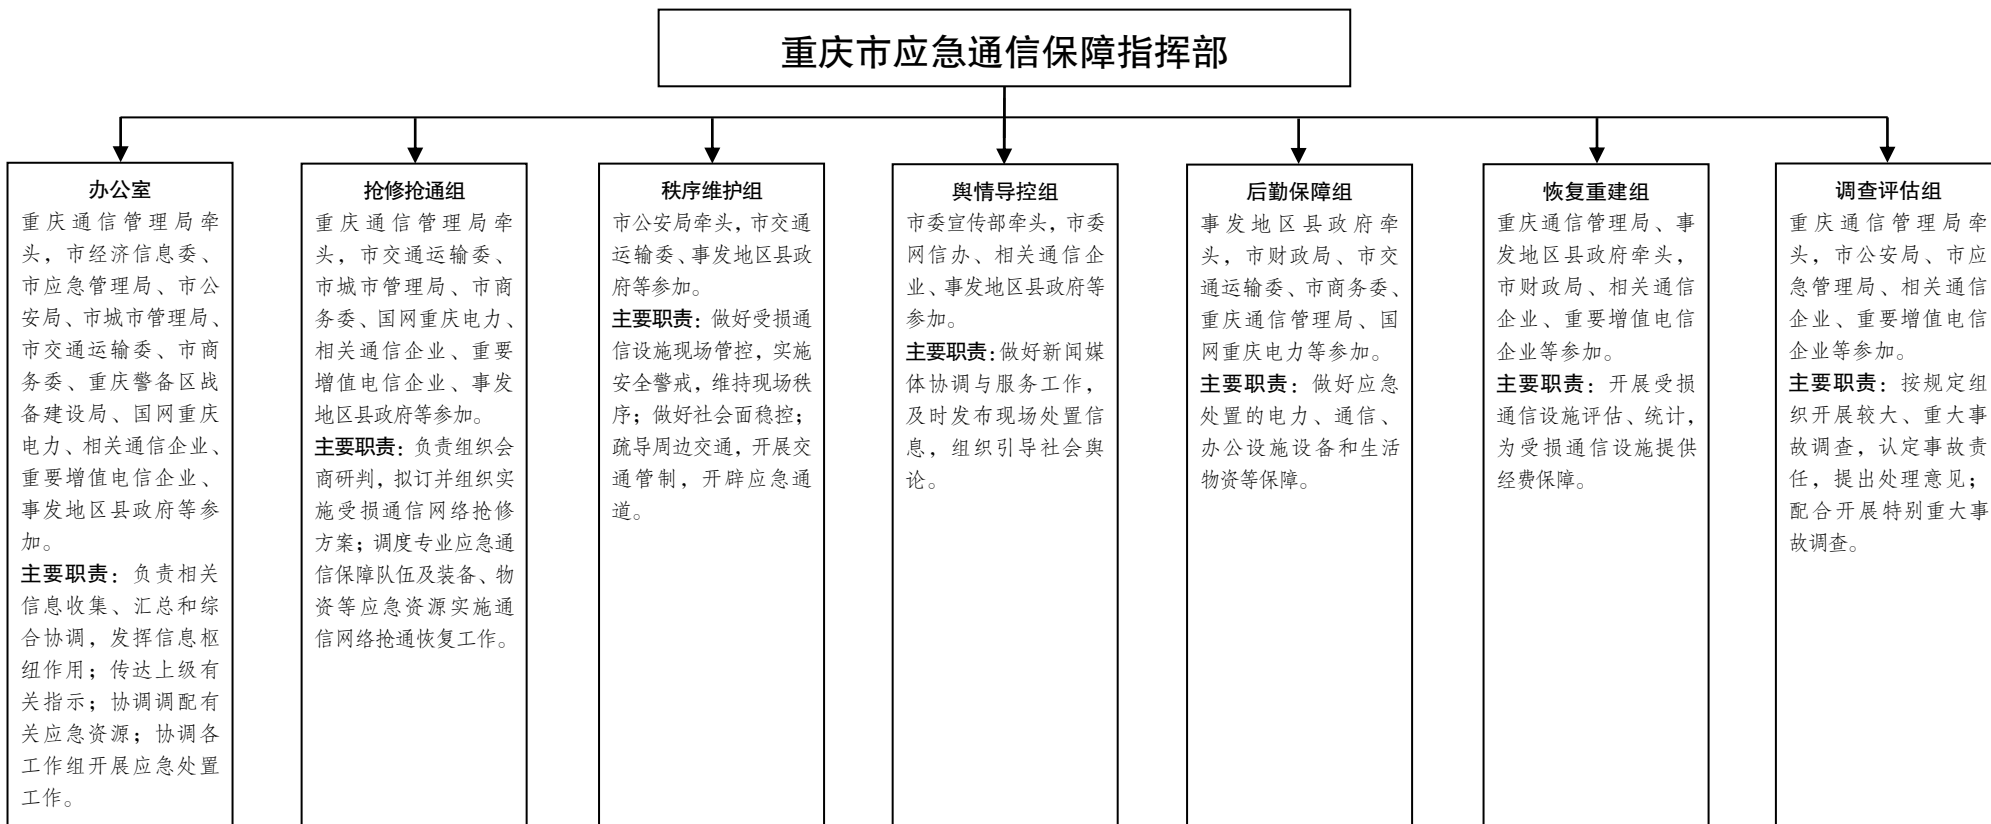 重庆市应急通信保障指挥部
办公室
重庆通信管理局牵
头，市经济信息委、
市应急管理局、市公
安局、市城市管理局、
市交通运输委、市商
务委、重庆警备区战
备建设局、国网重庆
电力、相关通信企业、
重要增值电信企业、
事发地区县政府等参
加。
主要职责：负责相关
信息收集、汇总和综
合协调，发挥信息枢
纽作用；传达上级有
关指示；协调调配有
关应急资源；协调各
工作组开展应急处置
工作。
抢修抢通组
重庆通信管理局牵
头，市交通运输委、
市城市管理局、市商
务委、国网重庆电力、
相关通信企业、重要
增值电信企业、事发
地区县政府等参加。
主要职责：负责组织会
商研判，拟订并组织实
施受损通信网络抢修
方案；调度专业应急通
信保障队伍及装备、物
资等应急资源实施通
信网络抢通恢复工作。
秩序维护组
市公安局牵头，市交通
运输委、事发地区县政
府等参加。
主要职责：做好受损通
信设施现场管控，实施
安全警戒，维持现场秩
序；做好社会面稳控；
疏导周边交通，开展交
通管制，开辟应急通
道。
舆情导控组
市委宣传部牵头，市委
网信办、相关通信企
业、事发地区县政府等
参加。
主要职责：做好新闻媒
体协调与服务工作，
及时发布现场处置信
息，组织引导社会舆
论。
后勤保障组
事发地区县政府牵
头，市财政局、市交
通运输委、市商务委、
重庆通信管理局、国
网重庆电力等参加。
主要职责：做好应急
处置的电力、通信、
办公设施设备和生活
物资等保障。
恢复重建组
重庆通信管理局、事
发地区县政府牵头，
市财政局、相关通信
企业、重要增值电信
企业等参加。
主要职责：开展受损
通信设施评估、统计，
为受损通信设施提供
经费保障。
调查评估组
重庆通信管理局牵
头，市公安局、市应
急管理局、相关通信
企业、重要增值电信
企业等参加。
主要职责：按规定组
织开展较大、重大事
故调查，认定事故责
任，提出处理意见；
配合开展特别重大事
故调查。